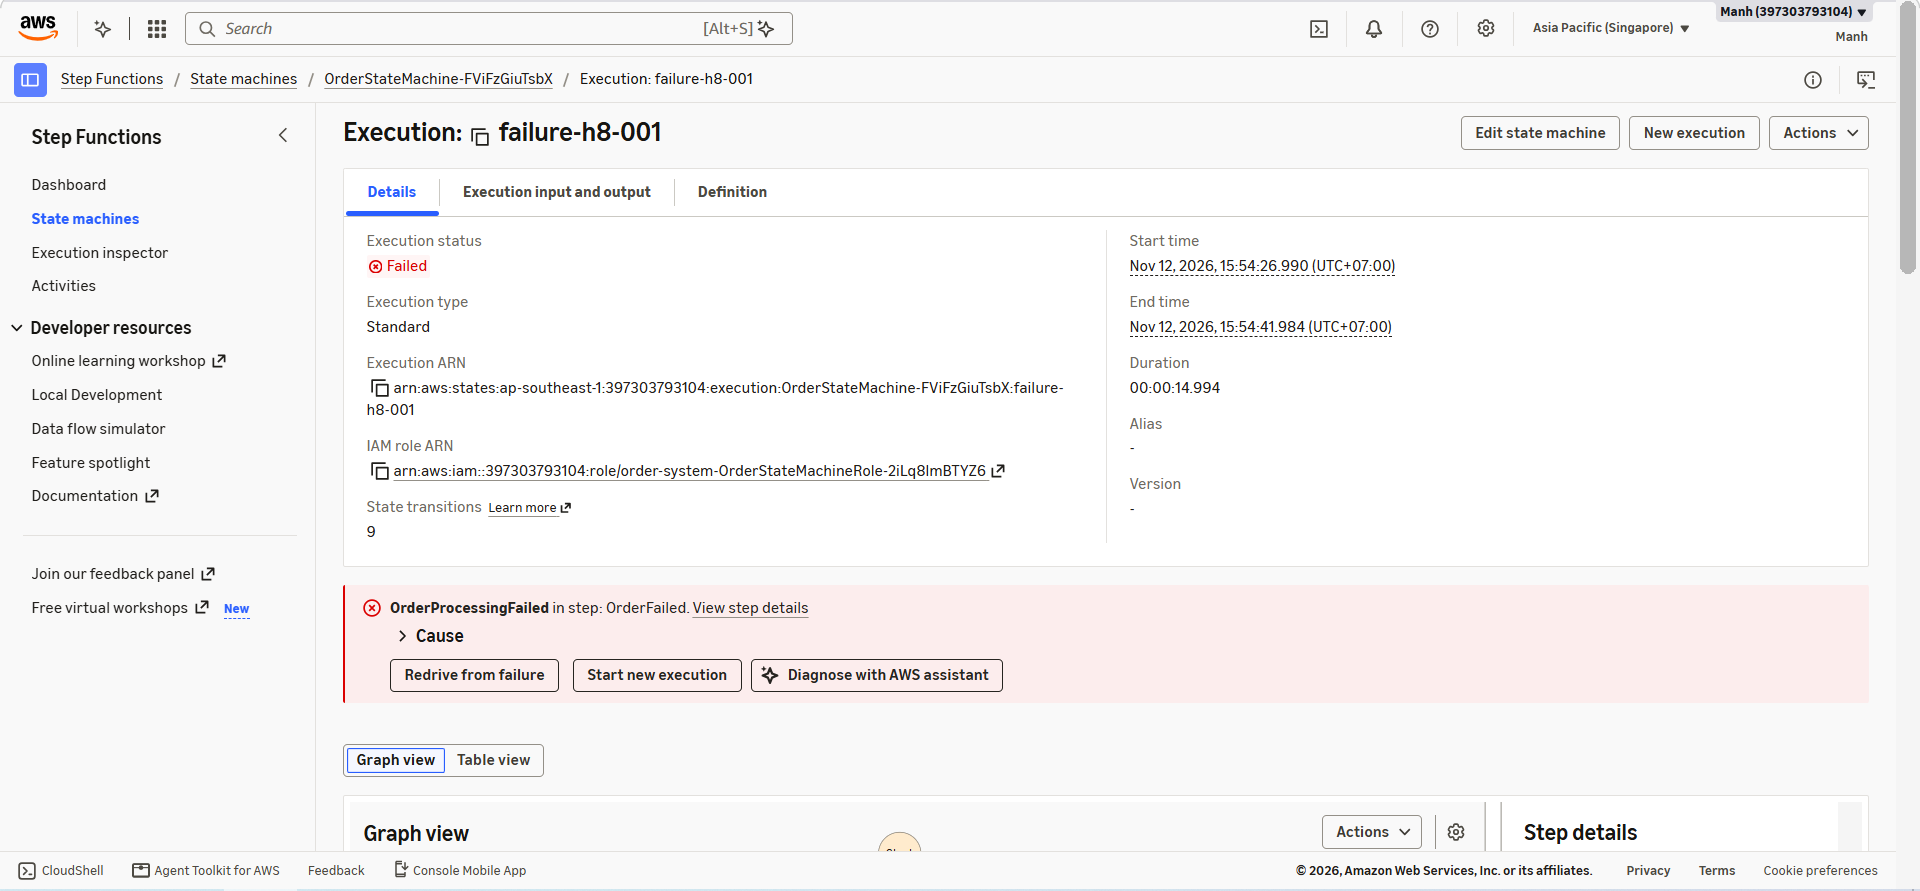 aws
Search
[Alt+S]
Asia Pacific (Singapore)
Manh (397303793104)
Manh
Step Functions / State machines / OrderStateMachine-FViFzGiuTsbX / Execution: failure-h8-001
Step Functions
Dashboard
State machines
Execution inspector
Activities
Developer resources
Online learning workshop
Local Development
Data flow simulator
Feature spotlight
Documentation
Join our feedback panel
Free virtual workshops New
Execution: failure-h8-001
Edit state machine
New execution
Actions
Details
Execution input and output
Definition
Execution status
Failed
Execution type
Standard
Execution ARN
arn:aws:states:ap-southeast-1:397303793104:execution:OrderStateMachine-FViFzGiuTsbX:failure-
h8-001
IAM role ARN
arn:aws:iam::397303793104:role/order-system-OrderStateMachineRole-2iLq8lmBTYZ6
State transitions Learn more
9
Start time
Nov 12, 2026, 15:54:26.990 (UTC+07:00)
End time
Nov 12, 2026, 15:54:41.984 (UTC+07:00)
Duration
00:00:14.994
Alias
-
Version
-
OrderProcessingFailed in step: OrderFailed. View step details
Cause
Redrive from failure
Start new execution
Diagnose with AWS assistant
Graph view
Table view
Graph view
Actions
Step details
CloudShell
Agent Toolkit for AWS
Feedback
Console Mobile App
© 2026, Amazon Web Services, Inc. or its affiliates.
Privacy
Terms
Cookie preferences